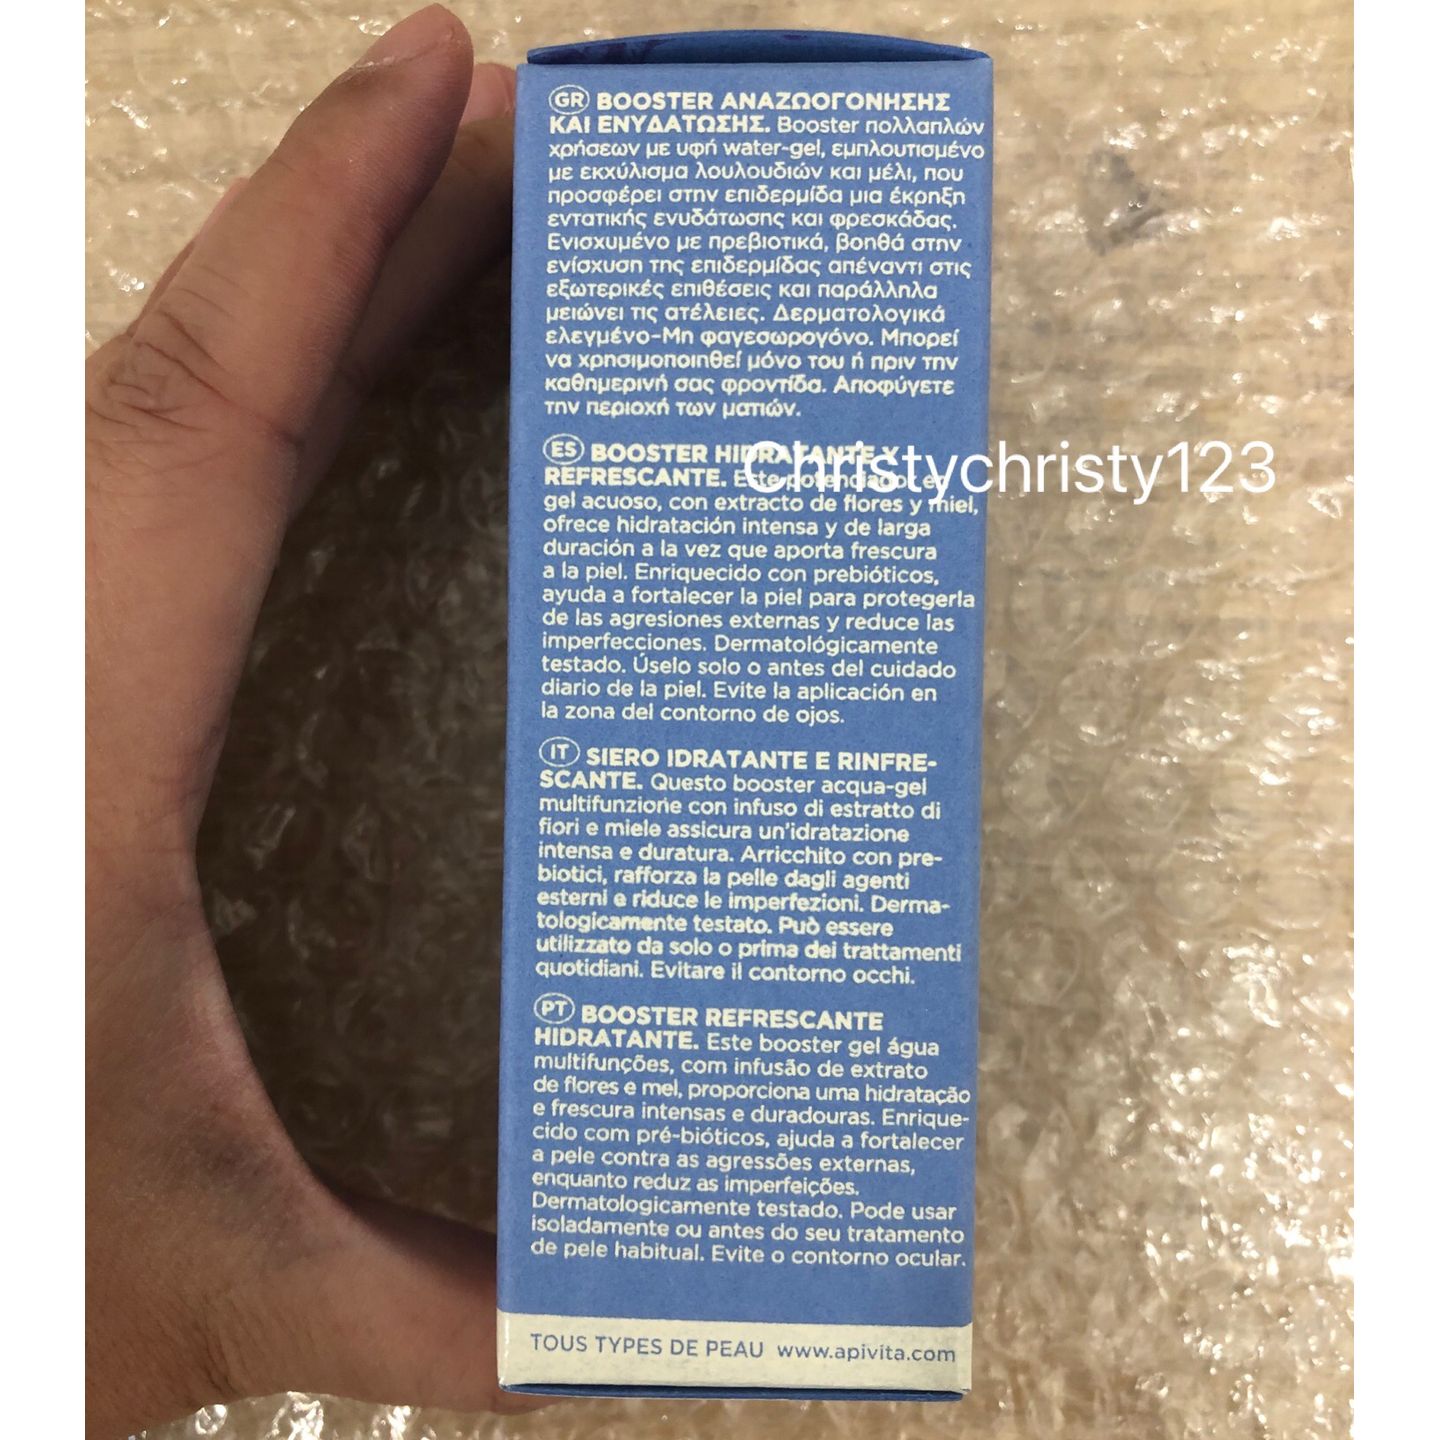 GR BOOSTER ΑΝΑΖΩΟΓΟΝΗΣΗΣ
ΚΑΙ ΕΝΥΔΑΤΩΣΗΣ. Booster πολλαπλών
χρήσεων με υφή water-gel, εμπλουτισμένο
με εκχύλισμα λουλουδιών και μέλι, που
προσφέρει στην επιδερμίδα μια έκρηξη
εντατικής ενυδάτωσης και φρεσκάδας.
Ενισχυμένο με πρεβιοτικά, βοηθά στην
ενίσχυση της επιδερμίδας απέναντι στις
εξωτερικές επιθέσεις και παράλληλα
μειώνει τις ατέλειες. Δερματολογικά
ελεγμένο-Μη φαγεσωρογόνο. Μπορεί
να χρησιμοποιηθεί μόνο του ή πριν την
καθημερινή σας φροντίδα. Αποφύγετε
την περιοχή των ματιών.
ES BOOSTER HIDRATANTE Y
REFRESCANTE. Este potenciador en
Christychristy123
gel acuoso, con extracto de flores y miel,
ofrece hidratación intensa y de larga
duración a la vez que aporta frescura
a la piel. Enriquecido con prebióticos,
ayuda a fortalecer la piel para protegerla
de las agresiones externas y reduce las
imperfecciones. Dermatológicamente
testado. Úselo solo o antes del cuidado
diario de la piel. Evite la aplicación en
la zona del contorno de ojos.
IT SIERO IDRATANTE E RINFRE-
SCANTE. Questo booster acqua-gel
multifunzione con infuso di estratto di
fiori e miele assicura un'idratazione
intensa e duratura. Arricchito con pre-
biotici, rafforza la pelle dagli agenti
esterni e riduce le imperfezioni. Derma-
tologicamente testato. Può essere
utilizzato da solo o prima dei trattamenti
quotidiani. Evitare il contorno occhi.
PT BOOSTER REFRESCANTE
HIDRATANTE. Este booster gel água
multifunções, com infusão de extrato
de flores e mel, proporciona uma hidratação
e frescura intensas e duradouras. Enrique-
cido com pré-bióticos, ajuda a fortalecer
a pele contra as agressões externas,
enquanto reduz as imperfeições.
Dermatologicamente testado. Pode usar
isoladamente ou antes do seu tratamento
de pele habitual. Evite o contorno ocular.
TOUS TYPES DE PEAU www.apivita.com